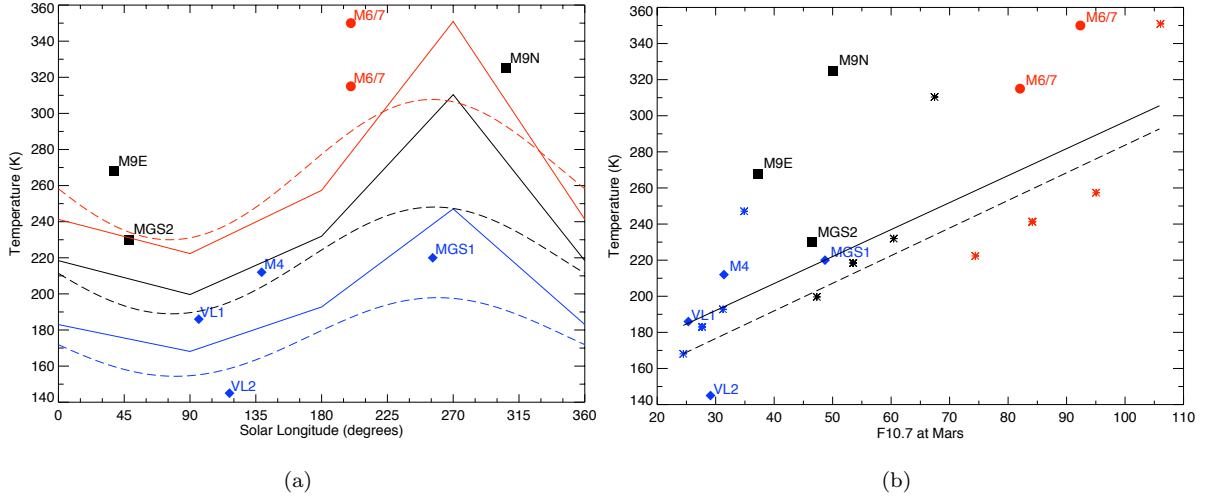 360
340
320
300
280
260
240
220
200
180
160
140
Temperature (K)
M6/7
M6/7
M9N
M9E
MGS2
MGS1
M4
VL1
VL2
0 45 90 135 180 225 270 315 360
Solar Longitude (degrees)
(a)
360
340
320
300
280
260
240
220
200
180
160
140
Temperature (K)
M6/7
M6/7
M9N
M9E
MGS2
MGS1
M4
VL1
VL2
20 30 40 50 60 70 80 90 100 110
F10.7 at Mars
(b)